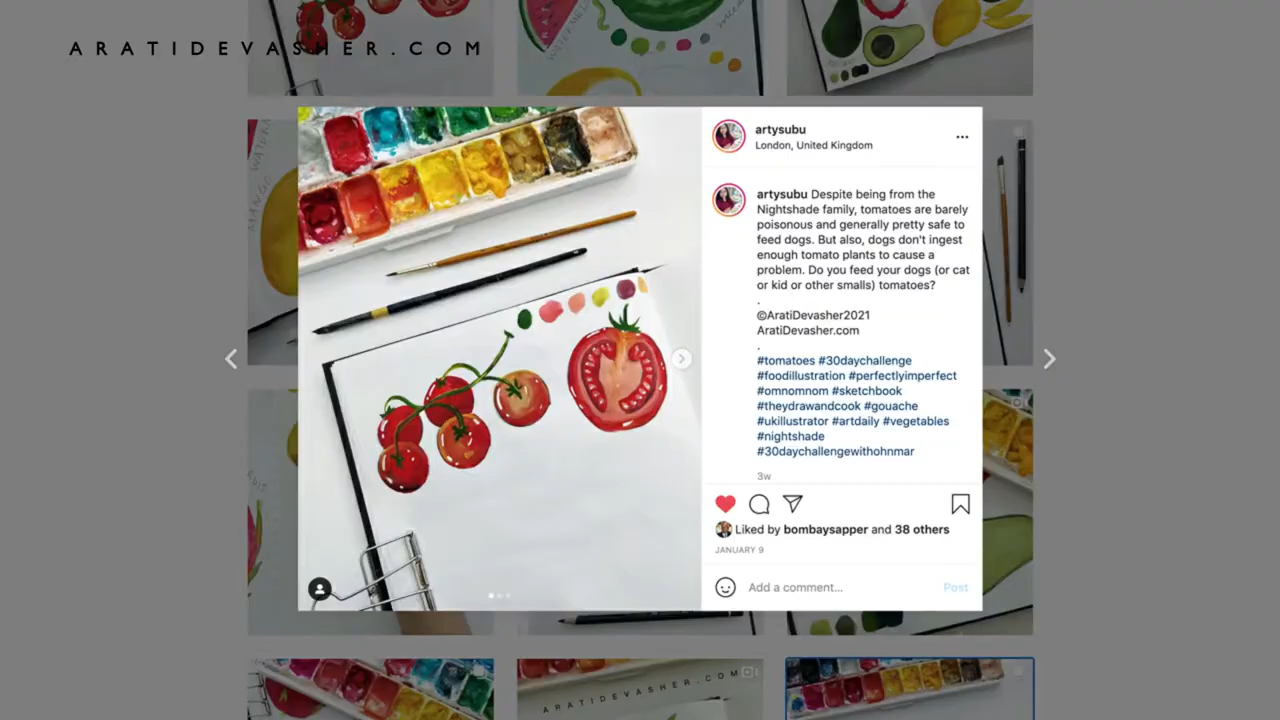 ARATIDEVASHER.COM
artysubu
London, United Kingdom
artysubu Despite being from the
Nightshade family, tomatoes are barely
poisonous and generally pretty safe to
feed dogs. But also, dogs don't ingest
enough tomato plants to cause a
problem. Do you feed your dogs (or cat
or kid or other smalls) tomatoes?
.
©AratiDevasher2021
AratiDevasher.com
.
#tomatoes #30daychallenge
#foodillustration #perfectlyimperfect
#omnomnom #sketchbook
#theydrawandcook #gouache
#ukillustrator #artdaily #vegetables
#nightshade
#30daychallengewithohnmar
3w
Liked by bombaysapper and 38 others
JANUARY 9
Add a comment...
Post
MANGO
ARATIDEVASHER.COM